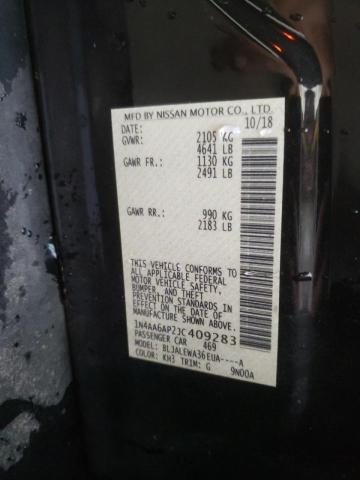 MFD BY NISSAN MOTOR CO., LTD.
DATE: 10/18
GVWR: 2105 KG
4641 LB
GAWR FR.: 1130 KG
2491 LB
GAWR RR.: 990 KG
2183 LB
THIS VEHICLE CONFORMS TO
ALL APPLICABLE FEDERAL
MOTOR VEHICLE SAFETY,
BUMPER, AND THEFT
PREVENTION STANDARDS IN
EFFECT ON THE DATE OF
MANUFACTURE SHOWN ABOVE.
1N4AA6AP2JC409283
PASSENGER CAR 469
MODEL: BLJALEWA36EUA-----A
COLOR: KH3 TRIM: G 9N00A